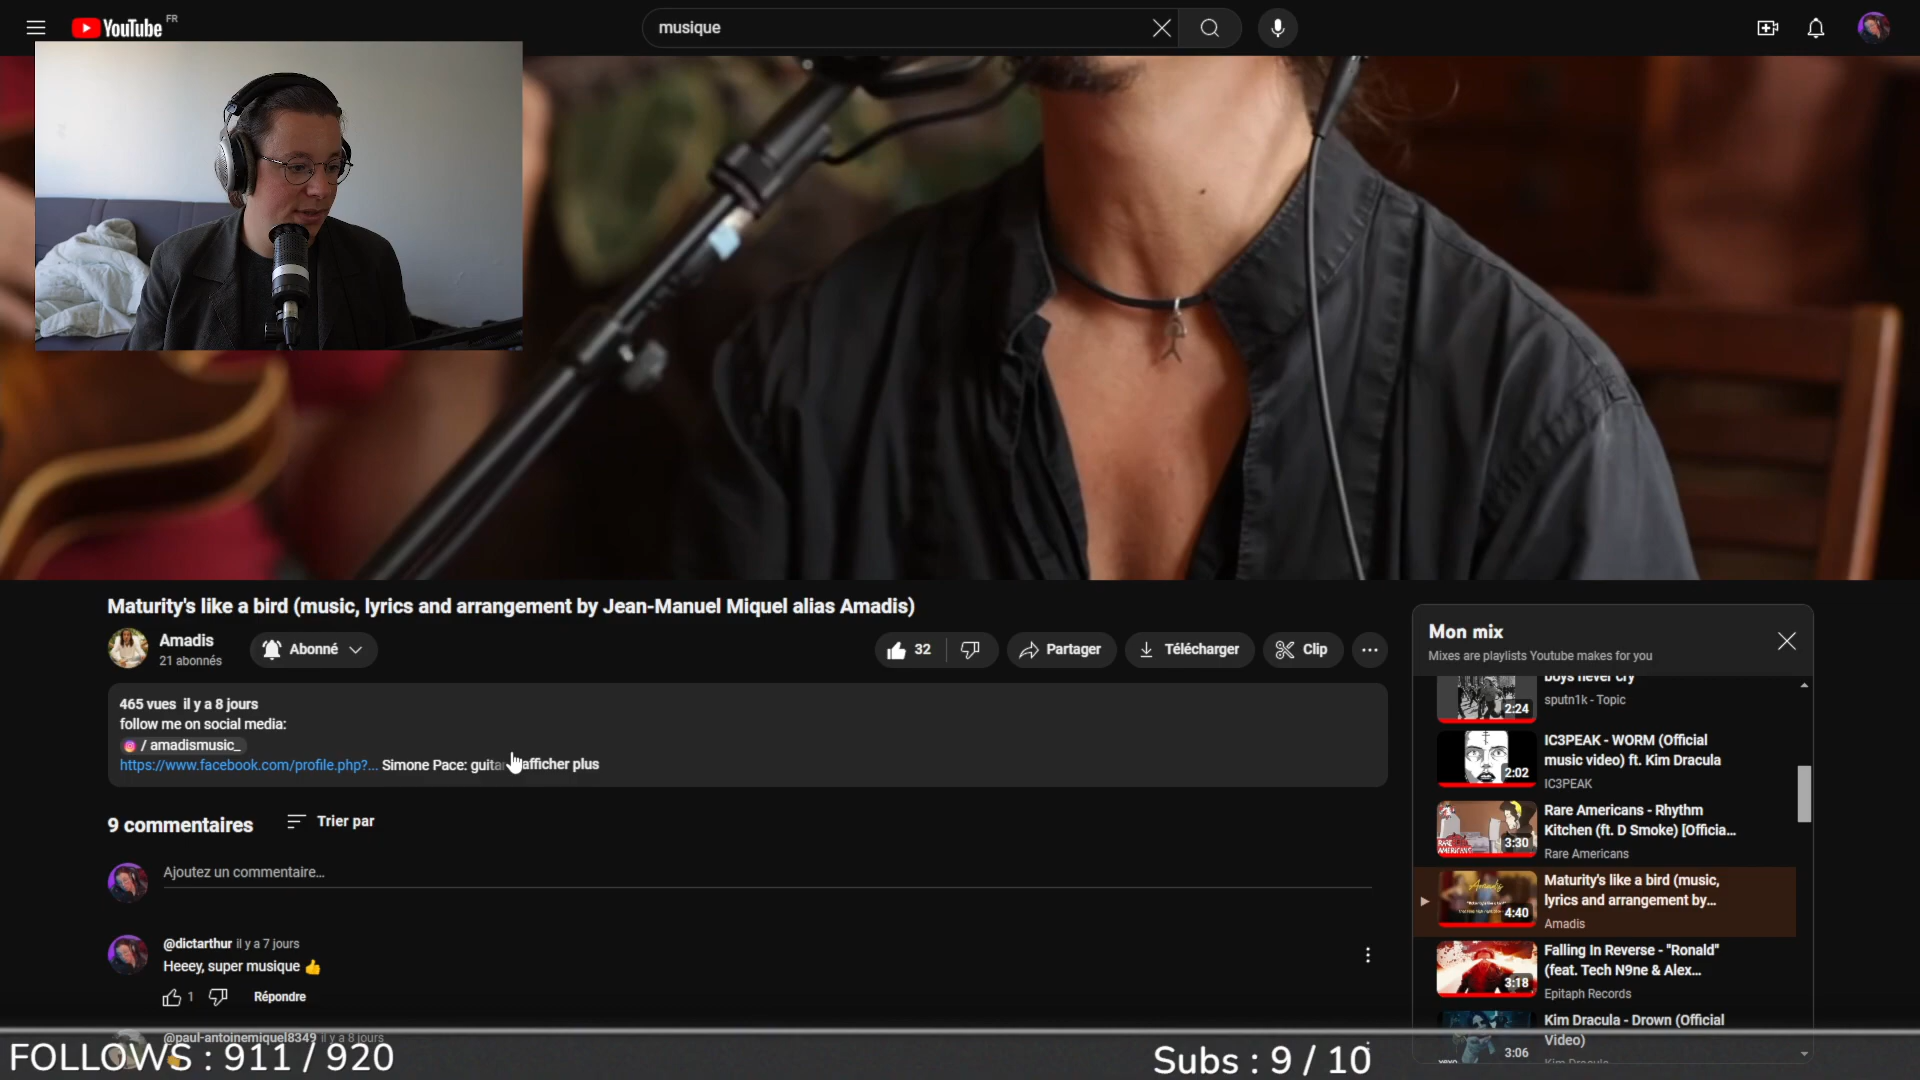 YouTube FR
musique
Maturity's like a bird (music, lyrics and arrangement by Jean-Manuel Miquel alias Amadis)
Amadis
21 abonnés
Abonné
32
Partager
Télécharger
Clip
465 vues il y a 8 jours
follow me on social media:
/ amadismusic_
https://www.facebook.com/profile.php?... Simone Pace: guita afficher plus
9 commentaires
Trier par
Ajoutez un commentaire...
@dictarthur il y a 7 jours
Heeey, super musique 👍
1
Répondre
@paul-antoinemiquel8349 il y a 8 jours
Mon mix
Mixes are playlists Youtube makes for you
boys never cry
sputn1k - Topic
2:24
IC3PEAK - WORM (Official
music video) ft. Kim Dracula
IC3PEAK
2:02
Rare Americans - Rhythm
Kitchen (ft. D Smoke) [Officia...
Rare Americans
3:30
Maturity's like a bird (music,
lyrics and arrangement by...
Amadis
4:40
Falling In Reverse - "Ronald"
(feat. Tech N9ne & Alex...
Epitaph Records
3:18
Kim Dracula - Drown (Official
Video)
Kim Dracula
3:06
FOLLOWS : 911 / 920
Subs : 9 / 10